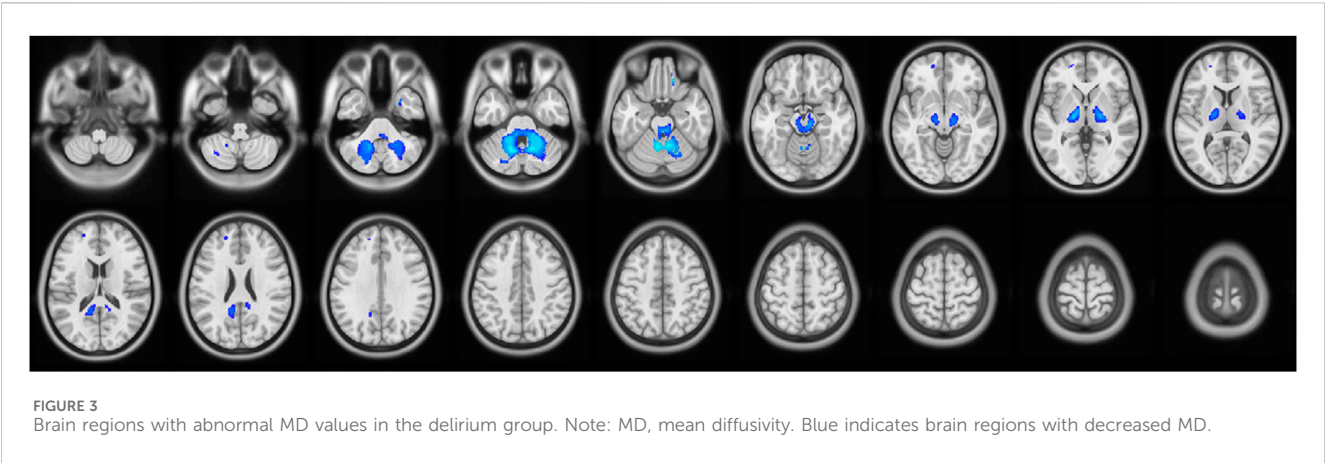 FIGURE 3
Brain regions with abnormal MD values in the delirium group. Note: MD, mean diffusivity. Blue indicates brain regions with decreased MD.